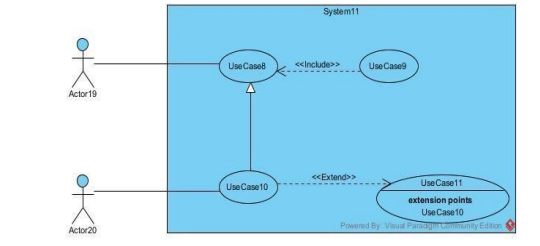 System11
UseCase8
<<Include>>
UseCase9
Actor19
<<Extend>>
UseCase11
UseCase10
extension points
UseCase10
Actor20
Powered By Visual Paradigm Community Edition